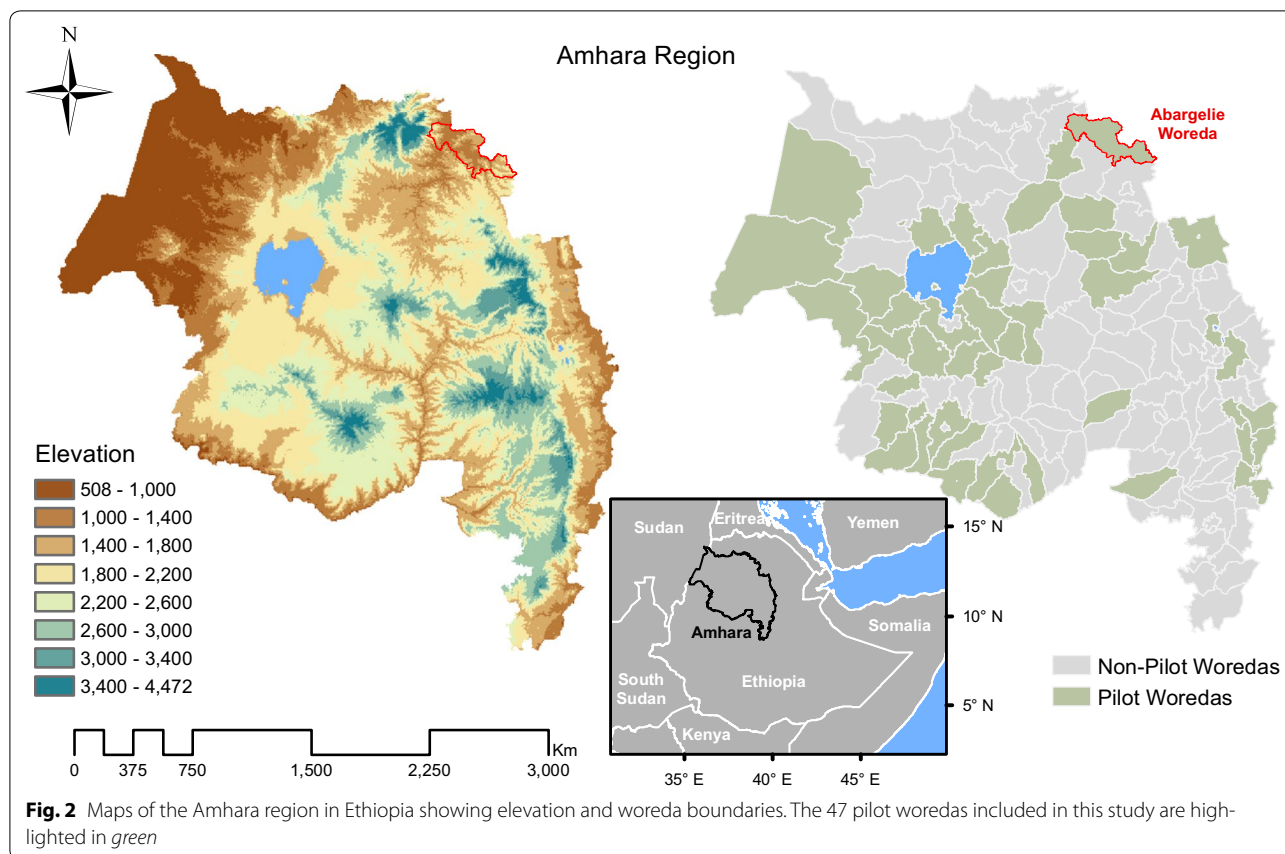 N
Amhara Region
Abargelie
Woreda
Elevation
508 - 1,000
1,000 - 1,400
1,400 - 1,800
1,800 - 2,200
2,200 - 2,600
2,600 - 3,000
3,000 - 3,400
3,400 - 4,472
Km
0 375 750 1,500 2,250 3,000
Sudan
Eritrea
Yemen
15° N
10° N
Amhara
Somalia
South
Sudan
Ethiopia
5° N
Kenya
35° E 40° E 45° E
Non-Pilot Woredas
Pilot Woredas
Fig. 2 Maps of the Amhara region in Ethiopia showing elevation and woreda boundaries. The 47 pilot woredas included in this study are high-
lighted in green